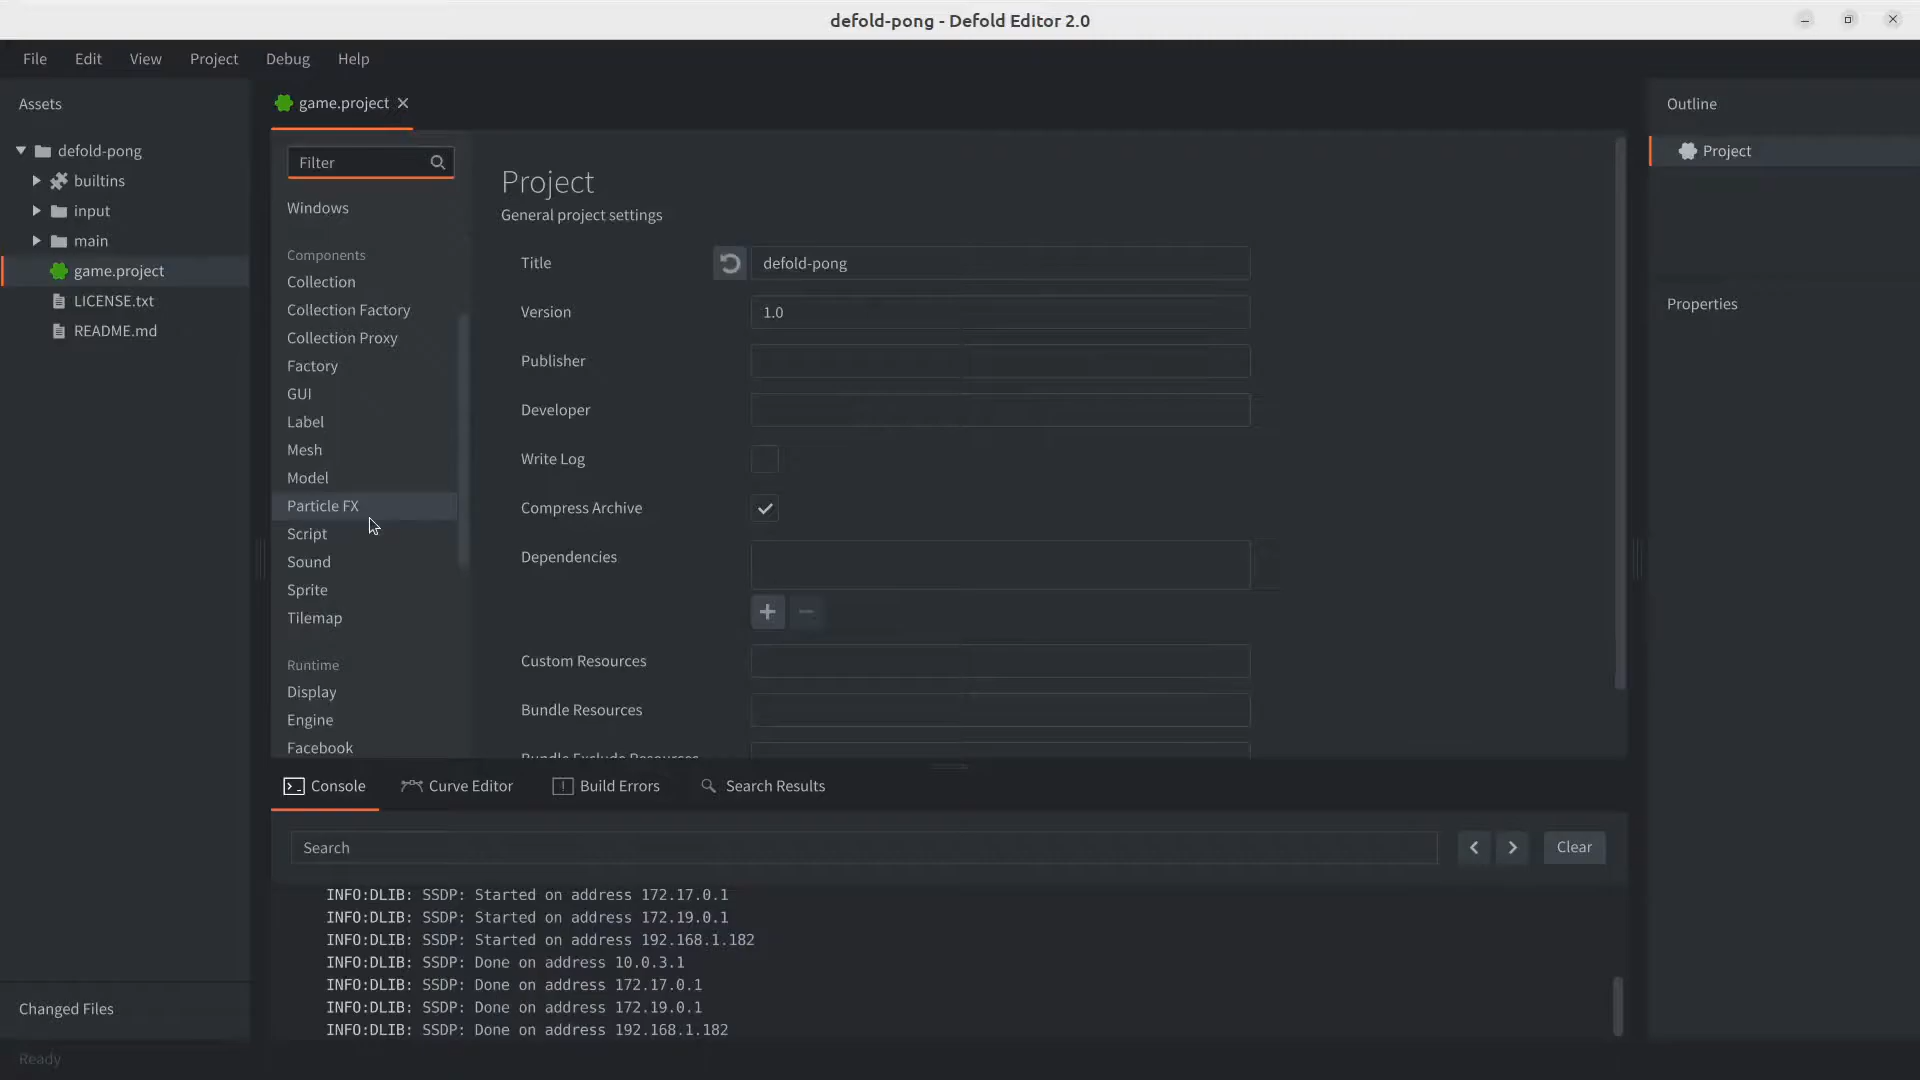 defold-pong - Defold Editor 2.0
File Edit View Project Debug Help
Assets
defold-pong
builtins
input
main
game.project
LICENSE.txt
README.md
Changed Files
Ready
game.project
Filter
Windows
Components
Collection
Collection Factory
Collection Proxy
Factory
GUI
Label
Mesh
Model
Particle FX
Script
Sound
Sprite
Tilemap
Runtime
Display
Engine
Facebook
Project
General project settings
Title defold-pong
Version 1.0
Publisher
Developer
Write Log
Compress Archive
Dependencies
Custom Resources
Bundle Resources
Bundle Exclude Resources
Console Curve Editor Build Errors Search Results
Search Clear
INFO:DLIB: SSDP: Started on address 172.17.0.1
INFO:DLIB: SSDP: Started on address 172.19.0.1
INFO:DLIB: SSDP: Started on address 192.168.1.182
INFO:DLIB: SSDP: Done on address 10.0.3.1
INFO:DLIB: SSDP: Done on address 172.17.0.1
INFO:DLIB: SSDP: Done on address 172.19.0.1
INFO:DLIB: SSDP: Done on address 192.168.1.182
Outline
Project
Properties